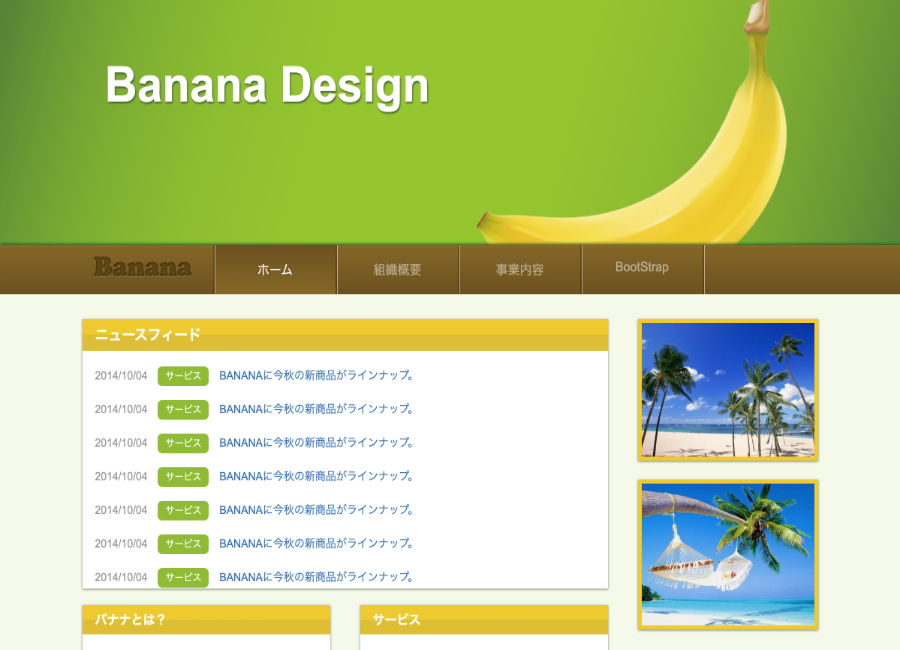 Banana Design
Banana ホーム 組織概要 事業内容 BootStrap
ニュースフィード
2014/10/04 サービス BANANAに今秋の新商品がラインナップ。
2014/10/04 サービス BANANAに今秋の新商品がラインナップ。
2014/10/04 サービス BANANAに今秋の新商品がラインナップ。
2014/10/04 サービス BANANAに今秋の新商品がラインナップ。
2014/10/04 サービス BANANAに今秋の新商品がラインナップ。
2014/10/04 サービス BANANAに今秋の新商品がラインナップ。
2014/10/04 サービス BANANAに今秋の新商品がラインナップ。
バナナとは？
サービス